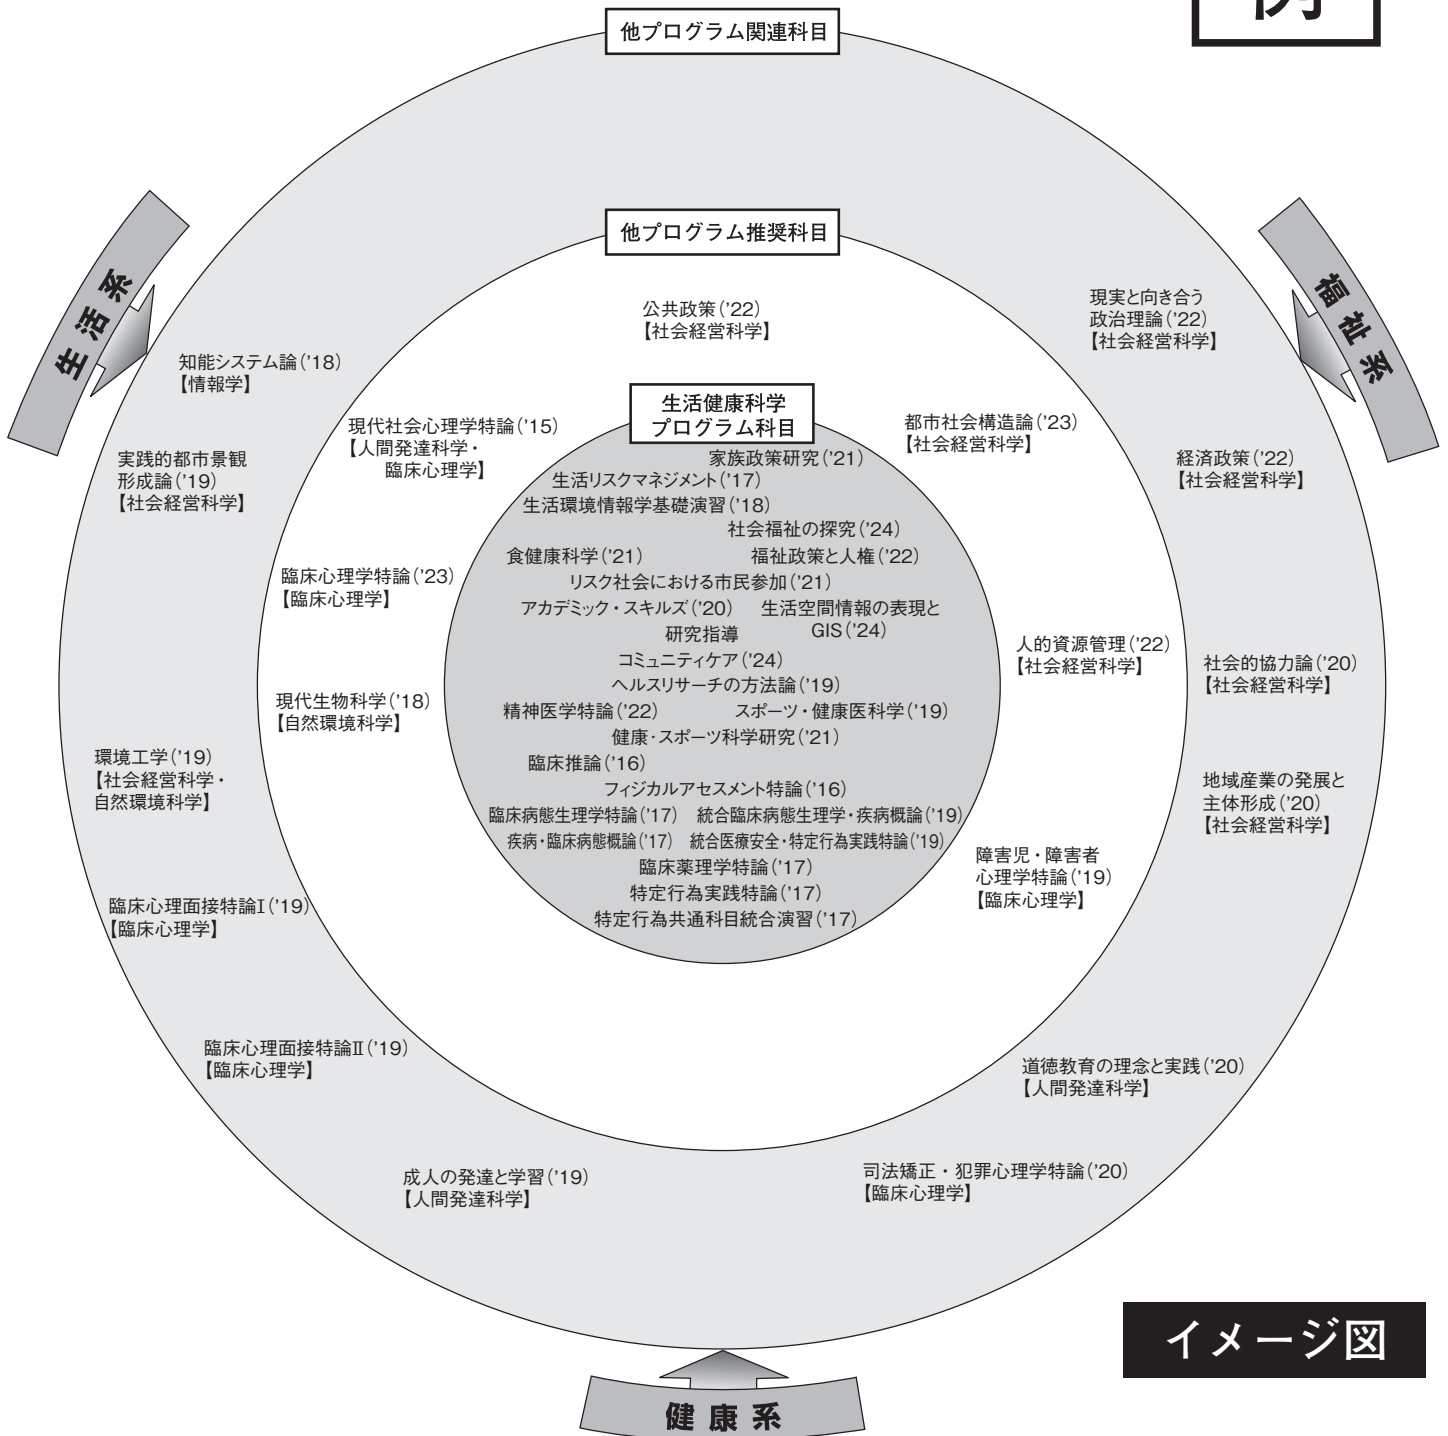 例
他プログラム関連科目
他プログラム推奨科目
生活系
福祉系
公共政策('22)
【社会経営科学】
現実と向き合う
政治理論('22)
【社会経営科学】
知能システム論('18)
【情報学】
生活健康科学
プログラム科目
現代社会心理学特論('15)
【人間発達科学・
臨床心理学】
都市社会構造論('23)
【社会経営科学】
実践的都市景観
形成論('19)
【社会経営科学】
経済政策('22)
【社会経営科学】
家族政策研究('21)
生活リスクマネジメント('17)
生活環境情報学基礎演習('18)
社会福祉の探究('24)
食健康科学('21) 福祉政策と人権('22)
リスク社会における市民参加('21)
アカデミック・スキルズ('20) 生活空間情報の表現と
GIS('24)
研究指導
コミュニティケア('24)
ヘルスリサーチの方法論('19)
精神医学特論('22) スポーツ・健康医科学('19)
健康・スポーツ科学研究('21)
臨床推論('16)
フィジカルアセスメント特論('16)
臨床病態生理学特論('17) 統合臨床病態生理学・疾病概論('19)
疾病・臨床病態概論('17) 統合医療安全・特定行為実践特論('19)
臨床薬理学特論('17)
特定行為実践特論('17)
特定行為共通科目統合演習('17)
臨床心理学特論('23)
【臨床心理学】
人的資源管理('22)
【社会経営科学】
社会的協力論('20)
【社会経営科学】
現代生物科学('18)
【自然環境科学】
環境工学('19)
【社会経営科学・
自然環境科学】
地域産業の発展と
主体形成('20)
【社会経営科学】
障害児・障害者
心理学特論('19)
【臨床心理学】
臨床心理面接特論Ⅰ('19)
【臨床心理学】
臨床心理面接特論Ⅱ('19)
【臨床心理学】
道徳教育の理念と実践('20)
【人間発達科学】
成人の発達と学習('19)
【人間発達科学】
司法矯正・犯罪心理学特論('20)
【臨床心理学】
イメージ図
健康系